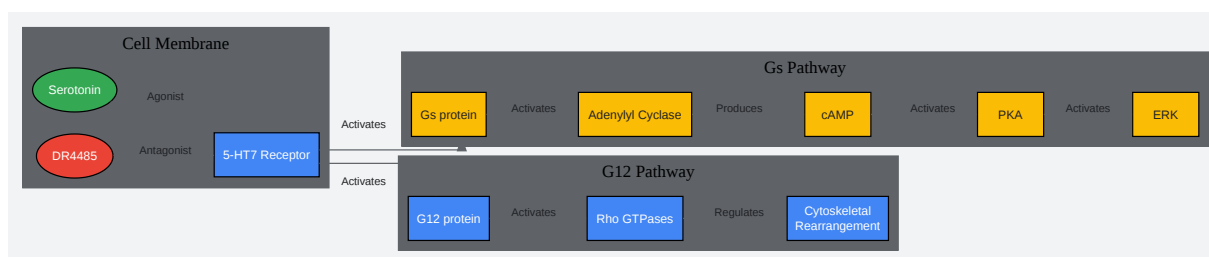 Cell Membrane
Serotonin
Agonist
DR4485
Antagonist
5-HT7 Receptor
Activates
Activates
Gs Pathway
Gs protein
Activates
Adenylyl Cyclase
Produces
cAMP
Activates
PKA
Activates
ERK
G12 Pathway
G12 protein
Activates
Rho GTPases
Regulates
Cytoskeletal
Rearrangement